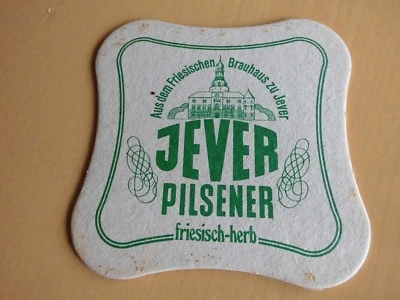 Aus dem Friesischen Brauhaus zu Jever
JEVER
PILSENER
friesisch-herb